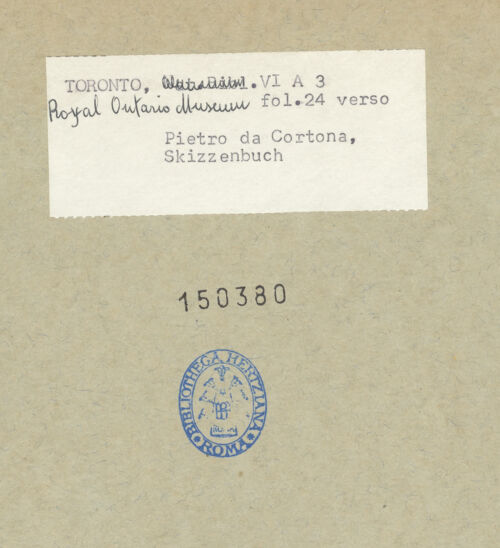 TORONTO, VI A 3
Royal Ontario Museum fol.24 verso
Pietro da Cortona,
Skizzenbuch
150380
BIBLIOTHECA HERTZIANA
• ROMA •